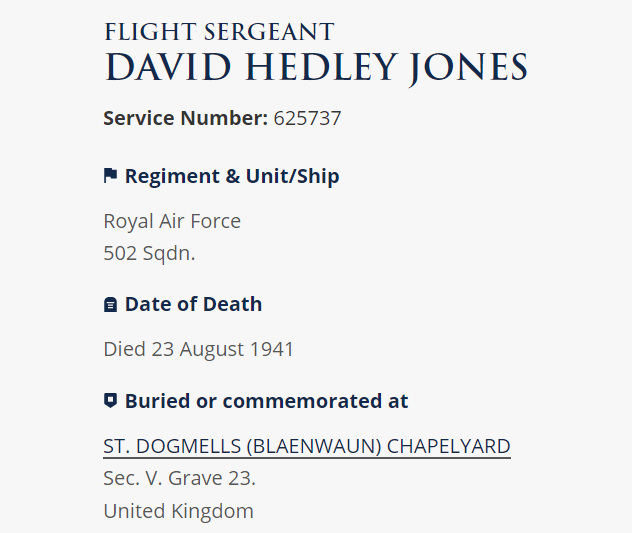 FLIGHT SERGEANT
DAVID HEDLEY JONES
Service Number: 625737
Regiment & Unit/Ship
Royal Air Force
502 Sqdn.
Date of Death
Died 23 August 1941
Buried or commemorated at
ST. DOGMELLS (BLAENWAUN) CHAPELYARD
Sec. V. Grave 23.
United Kingdom